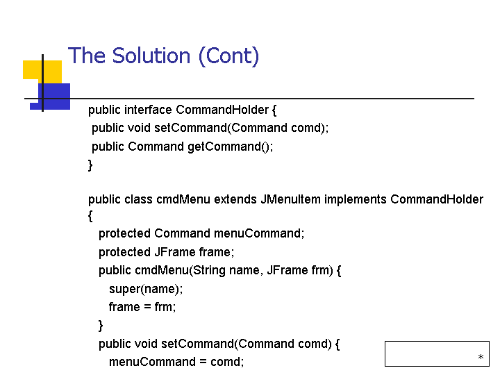 The Solution (Cont)
public interface CommandHolder {
public void setCommand(Command comd);
public Command getCommand();
}
public class cmdMenu extends JMenuItem implements CommandHolder
{
protected Command menuCommand;
protected JFrame frame;
public cmdMenu(String name, JFrame frm) {
super(name);
frame = frm;
}
public void setCommand(Command comd) {
menuCommand = comd;
*